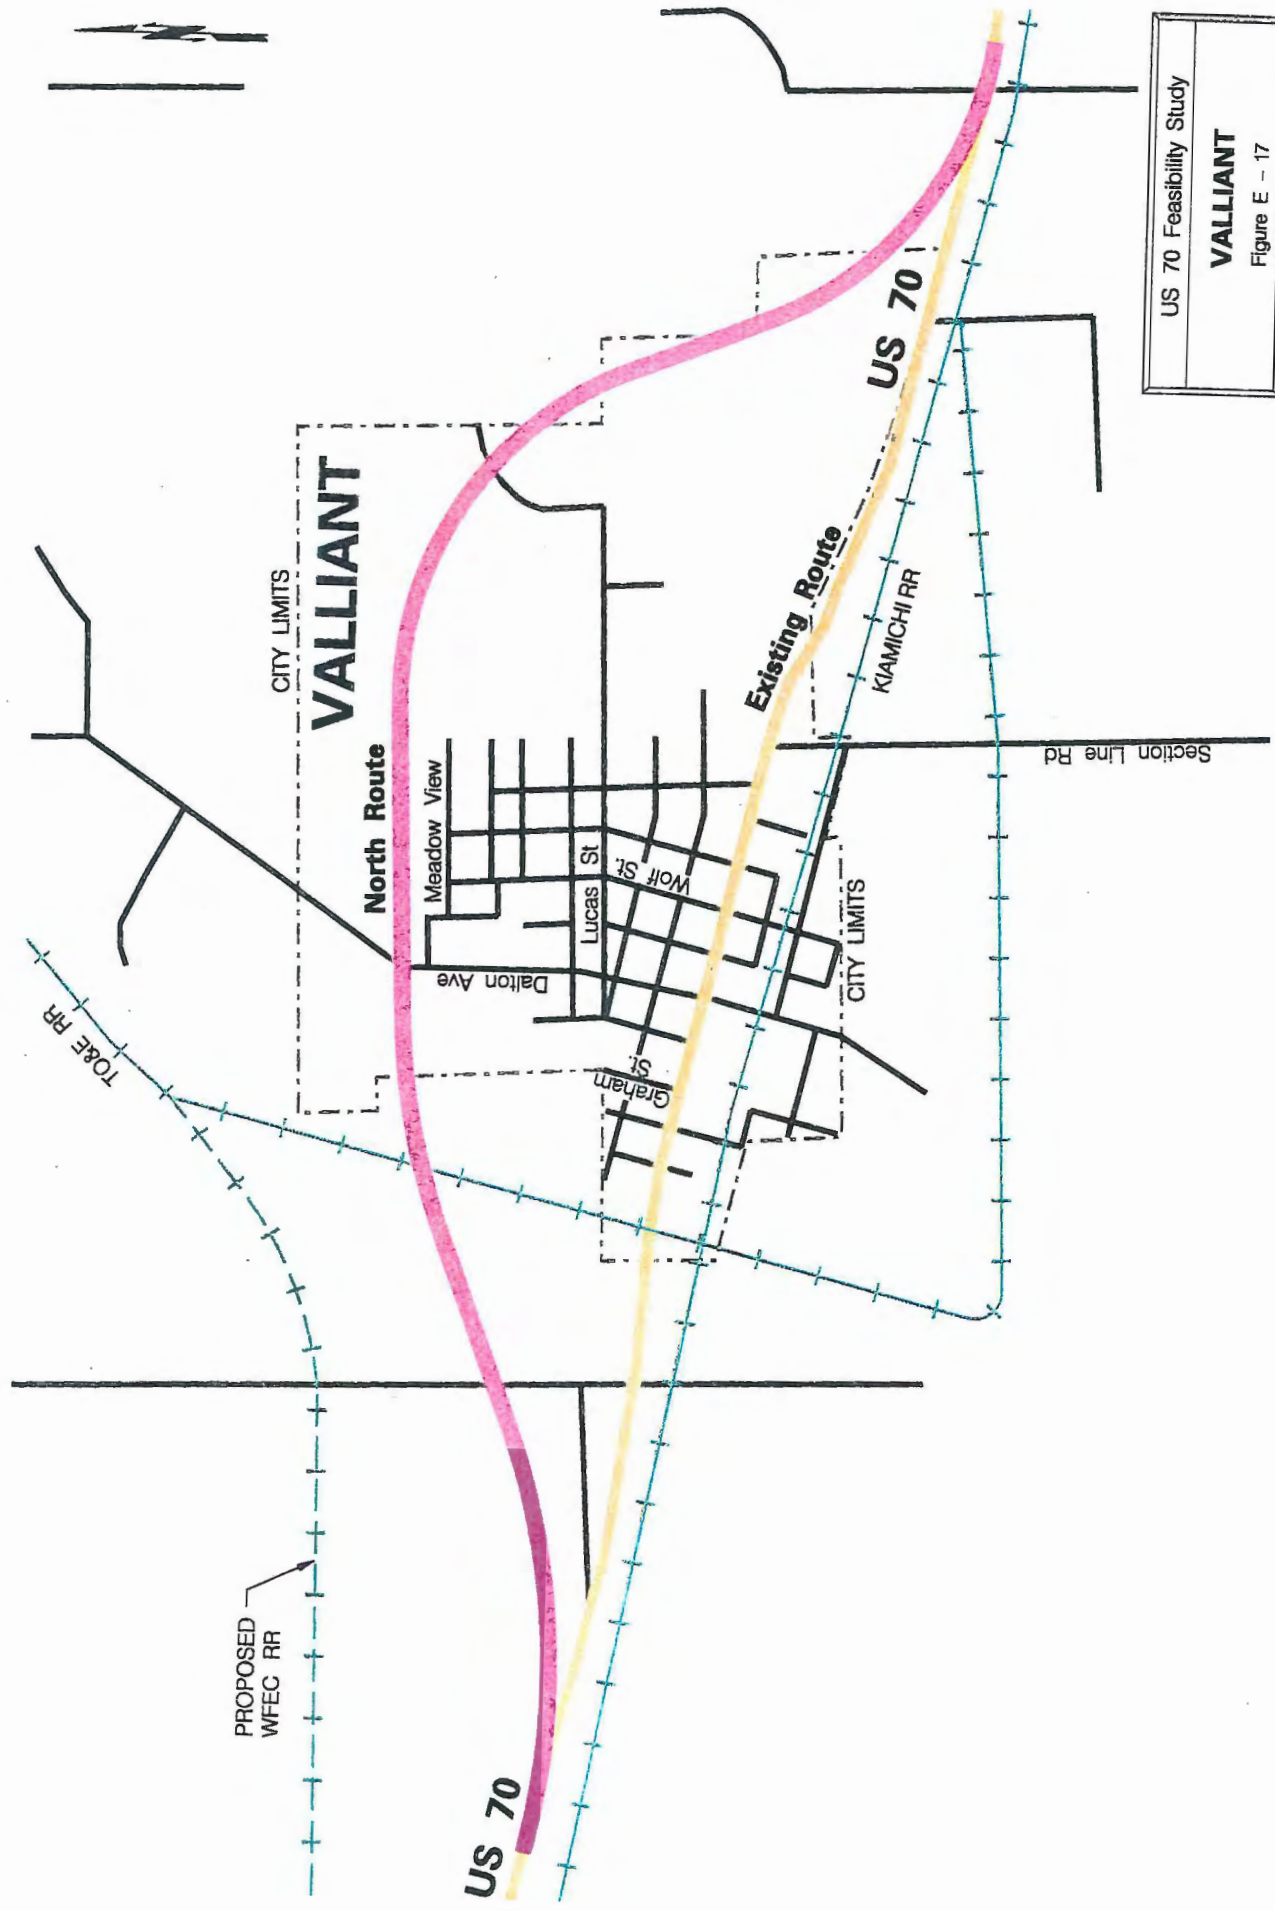 CITY LIMITS
VALLIANT
North Route
TO&E RR
PROPOSED
WFEC RR
Meadow View
Dalton Ave
Lucas St
Wolf St.
Graham St.
Existing Route
US 70
US 70
KIAMICHI RR
CITY LIMITS
Section Line Rd
US 70 Feasibility Study
VALLIANT
Figure E - 17